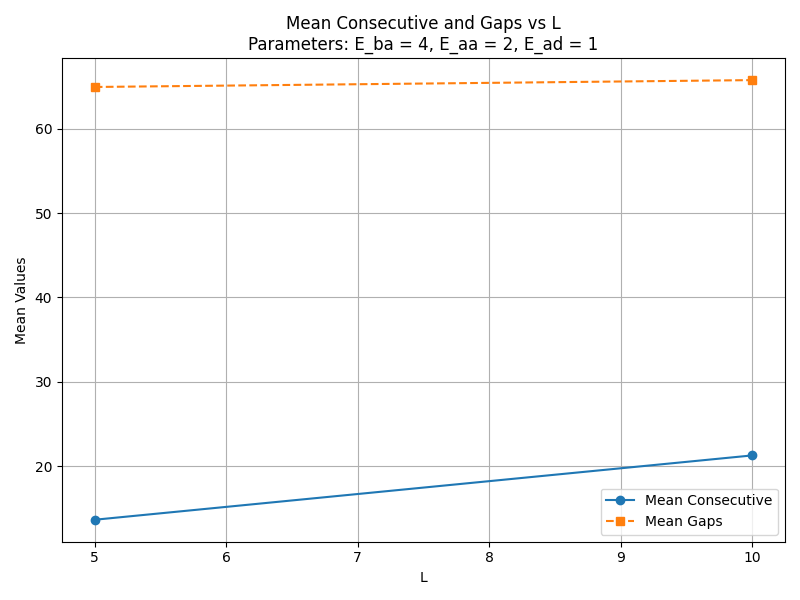 Mean Consecutive and Gaps vs L
Parameters: E_ba = 4, E_aa = 2, E_ad = 1
60
50
40
30
20
Mean Values
5 6 7 8 9 10
L
Mean Consecutive
Mean Gaps